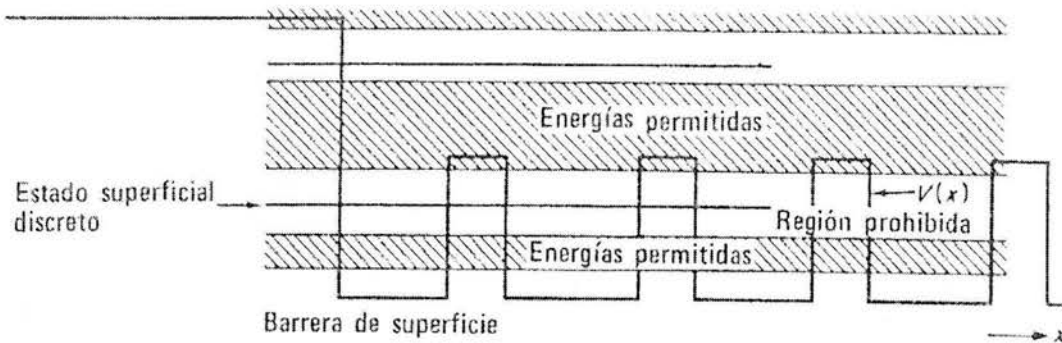 Energías permitidas
Estado superficial
discreto
V(x)
Región prohibida
Energías permitidas
Barrera de superficie
x